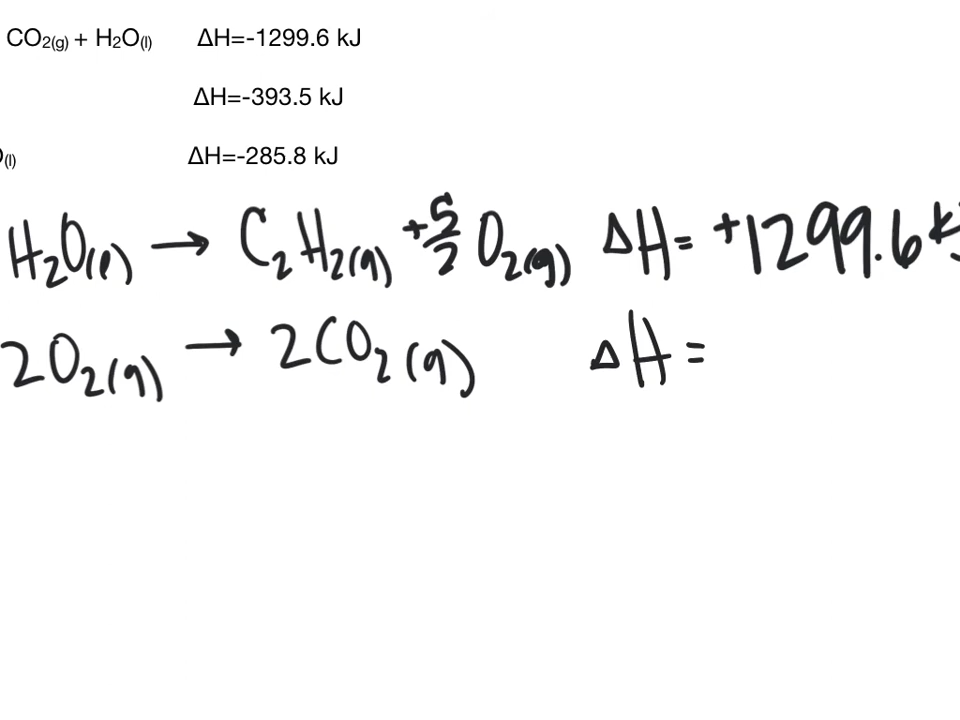 CO₂(g) + H₂O(l) ΔH=-1299.6 kJ
ΔH=-393.5 kJ
(l) ΔH=-285.8 kJ
H₂O(l) → C₂H₂(g) + 5/2 O₂(g) ΔH = +1299.6 kJ
2O₂(g) → 2CO₂(g) ΔH =